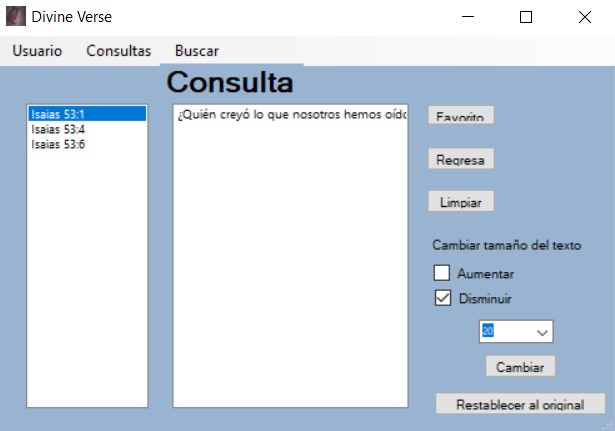 Divine Verse
Usuario Consultas Buscar
Consulta
Isaias 53:1
Isaias 53:4
Isaias 53:6
¿Quién creyó lo que nosotros hemos oído
Favorito
Regresa
Limpiar
Cambiar tamaño del texto
Aumentar
Disminuir
20
Cambiar
Restablecer al original